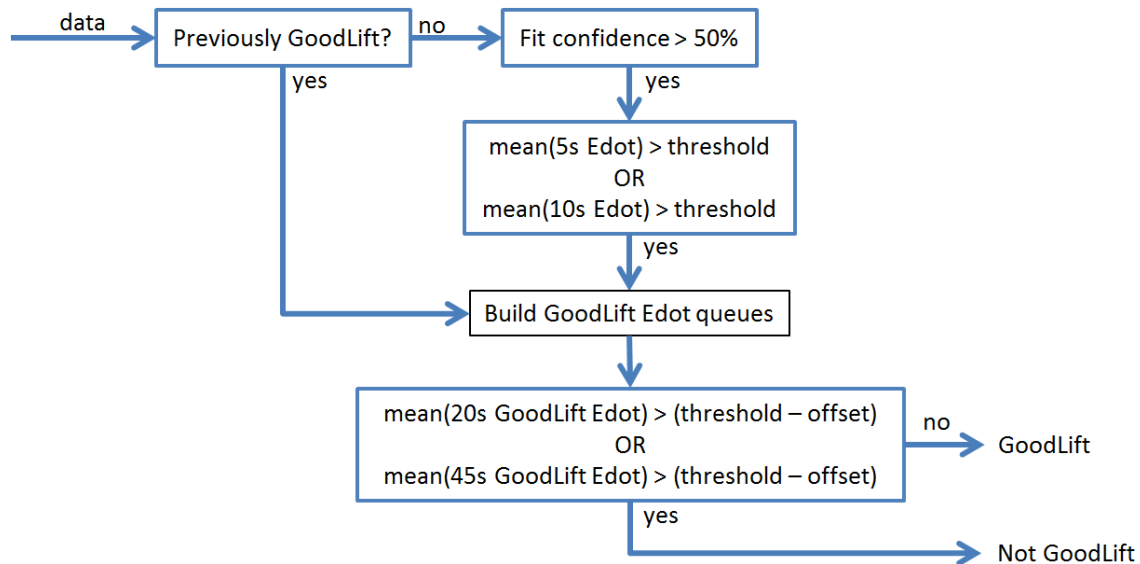 data
Previously GoodLift?
no
Fit confidence > 50%
yes
yes
mean(5s Edot) > threshold
OR
mean(10s Edot) > threshold
yes
Build GoodLift Edot queues
mean(20s GoodLift Edot) > (threshold – offset)
OR
mean(45s GoodLift Edot) > (threshold – offset)
no
GoodLift
yes
Not GoodLift